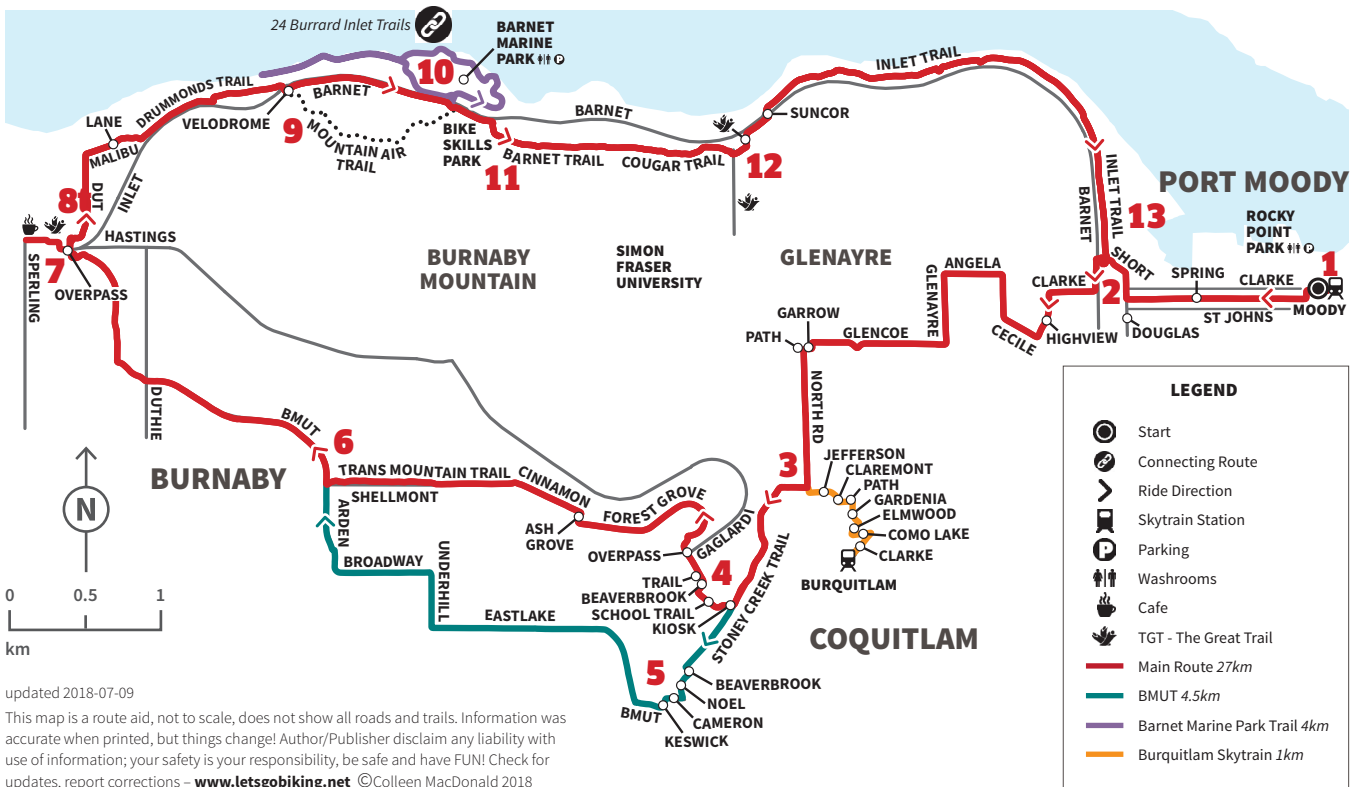 24 Burrard Inlet Trails
BARNET
MARINE
PARK P
10
INLET TRAIL
DRUMMONDS TRAIL
BARNET
BARNET
SUNCOR
LANE
VELODROME
MALIBU
9
MOUNTAIN AIR
TRAIL
BIKE
SKILLS
PARK
11
BARNET TRAIL
COUGAR TRAIL
12
INLET TRAIL
BARNET
13
PORT MOODY
ROCKY
POINT
PARK P
1
DUT
8
INLET
HASTINGS
7
OVERPASS
SPERLING
BURNABY
MOUNTAIN
SIMON
FRASER
UNIVERSITY
GLENAYRE
ANGELA
GLENAYRE
CLARKE
2
SHORT
SPRING
CLARKE
MOODY
ST JOHNS
DOUGLAS
HIGHVIEW
CECILE
GARROW
PATH
GLENCOE
NORTH RD
DUTHIE
BMUT
6
BURNABY
TRANS MOUNTAIN TRAIL
SHELLMONT
CINNAMON
ASH
GROVE
FOREST GROVE
GAGLARDI
OVERPASS
3
JEFFERSON
CLAREMONT
PATH
GARDENIA
ELMWOOD
COMO LAKE
CLARKE
BURQUITLAM
STONEY CREEK TRAIL
4
TRAIL
BEAVERBROOK
SCHOOL TRAIL
KIOSK
ARDEN
BROADWAY
UNDERHILL
EASTLAKE
COQUITLAM
5
BMUT
BEAVERBROOK
NOEL
CAMERON
KESWICK
N
0 0.5 1
km
LEGEND
Start
Connecting Route
Ride Direction
Skytrain Station
P Parking
Washrooms
Cafe
TGT - The Great Trail
Main Route 27km
BMUT 4.5km
Barnet Marine Park Trail 4km
Burquitlam Skytrain 1km
updated 2018-07-09
This map is a route aid, not to scale, does not show all roads and trails. Information was
accurate when printed, but things change! Author/Publisher disclaim any liability with
use of information; your safety is your responsibility, be safe and have FUN! Check for
updates, report corrections – www.letsgobiking.net ©Colleen MacDonald 2018